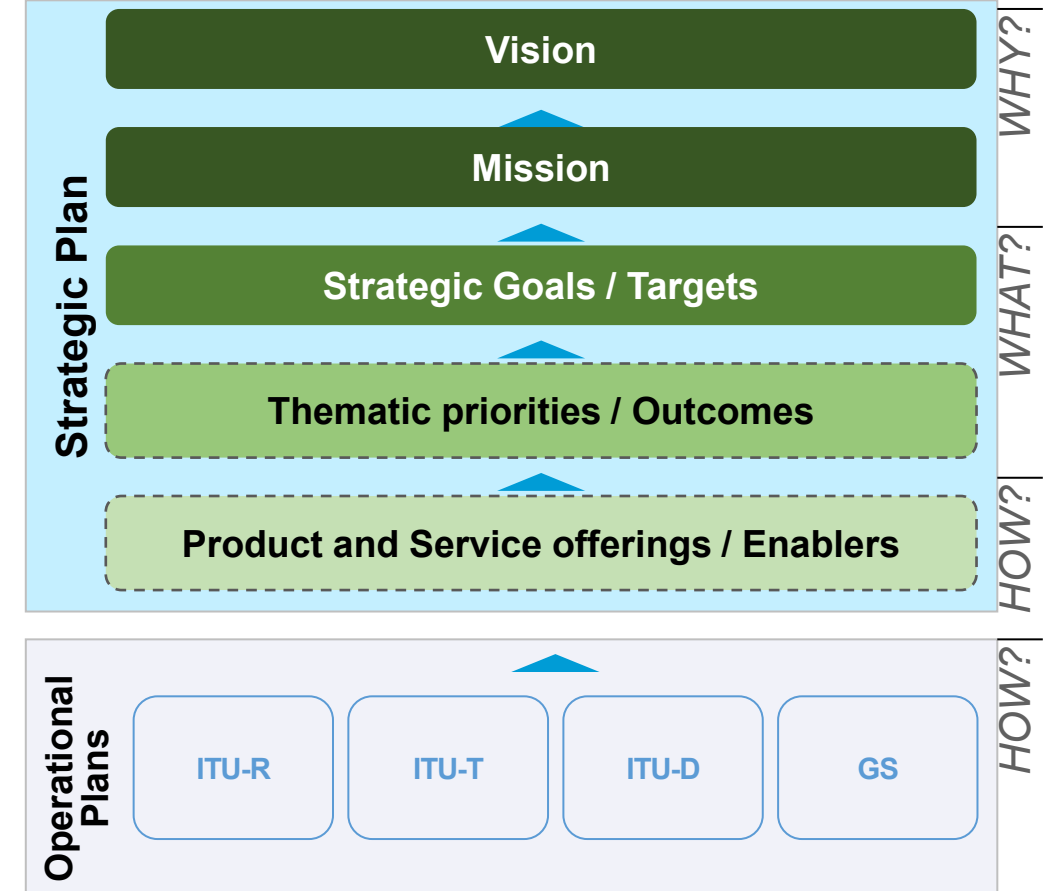 Vision
WHY?
Mission
Strategic Plan
Strategic Goals / Targets
WHAT?
Thematic priorities / Outcomes
Product and Service offerings / Enablers
HOW?
Operational
Plans
ITU-R
ITU-T
ITU-D
GS
HOW?